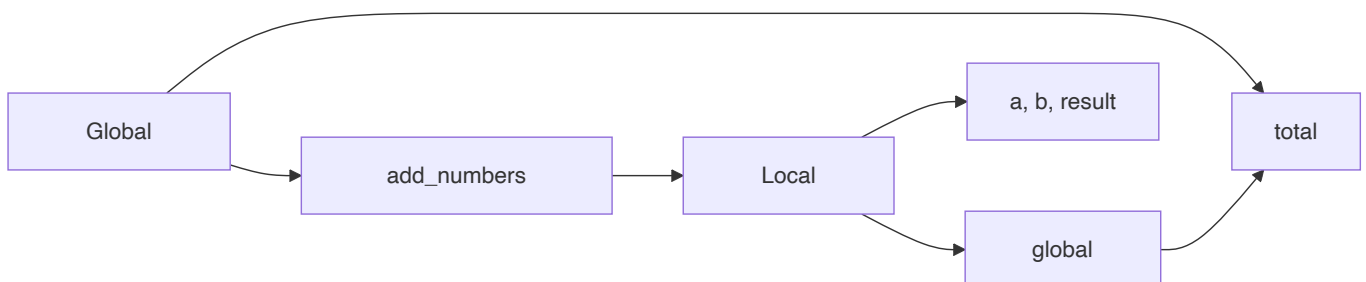 Global
add_numbers
Local
a, b, result
global
total